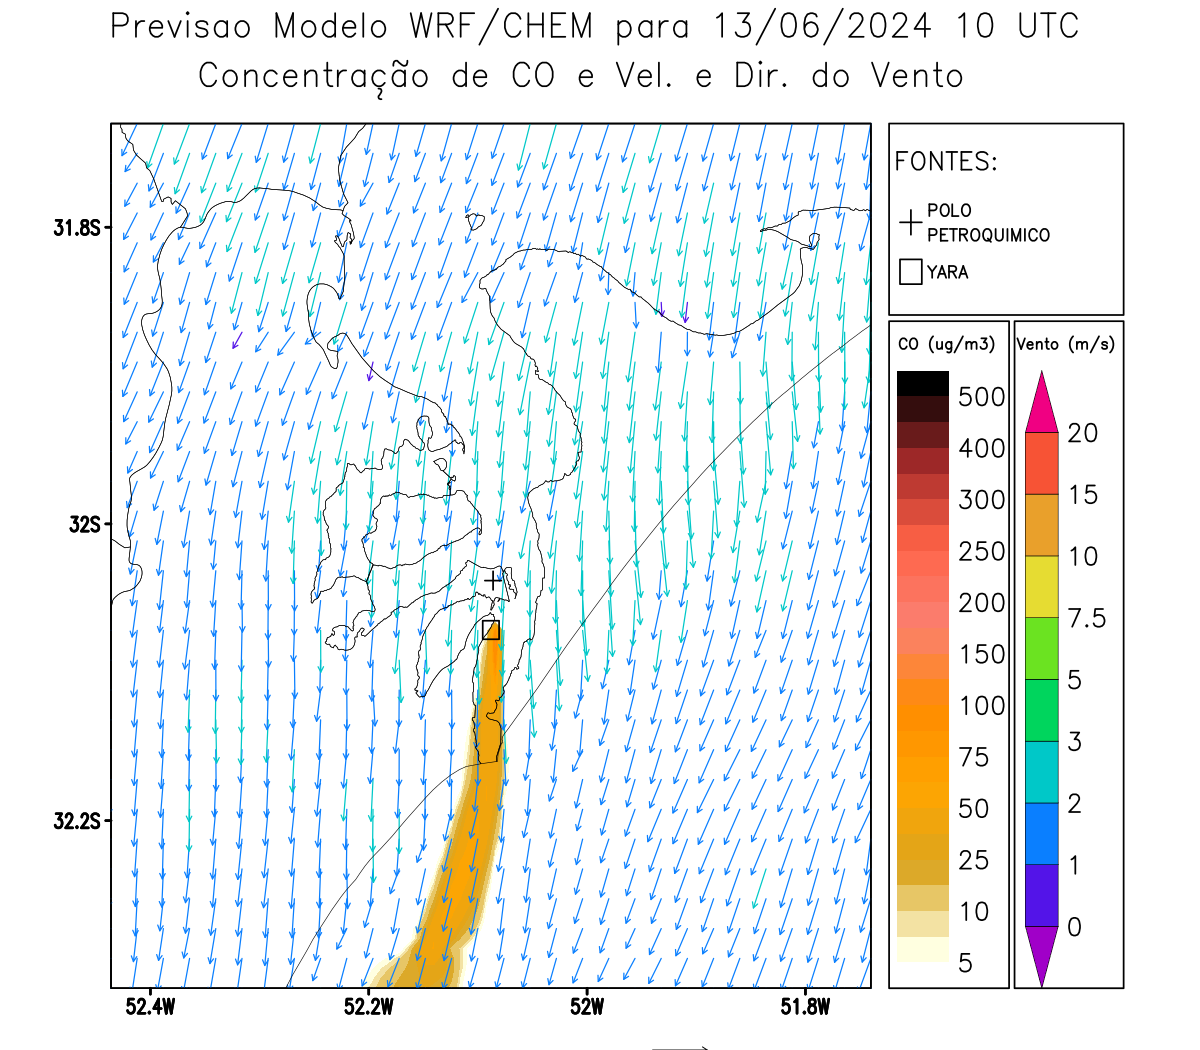 Previsao Modelo WRF/CHEM para 13/06/2024 10 UTC
Concentração de CO e Vel. e Dir. do Vento
FONTES:
POLO
PETROQUIMICO
YARA
CO (ug/m3)
500
400
300
250
200
150
100
75
50
25
10
5
Vento (m/s)
20
15
10
7.5
5
3
2
1
0
31.8S
32S
32.2S
52.4W
52.2W
52W
51.8W